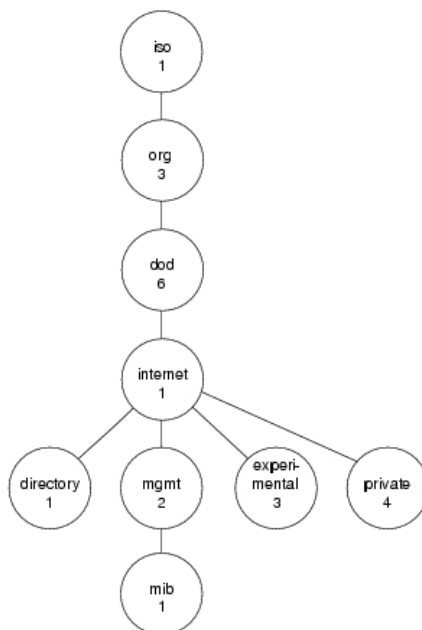 iso
1
org
3
dod
6
internet
1
directory
1
mgmt
2
experi-
mental
3
private
4
mib
1